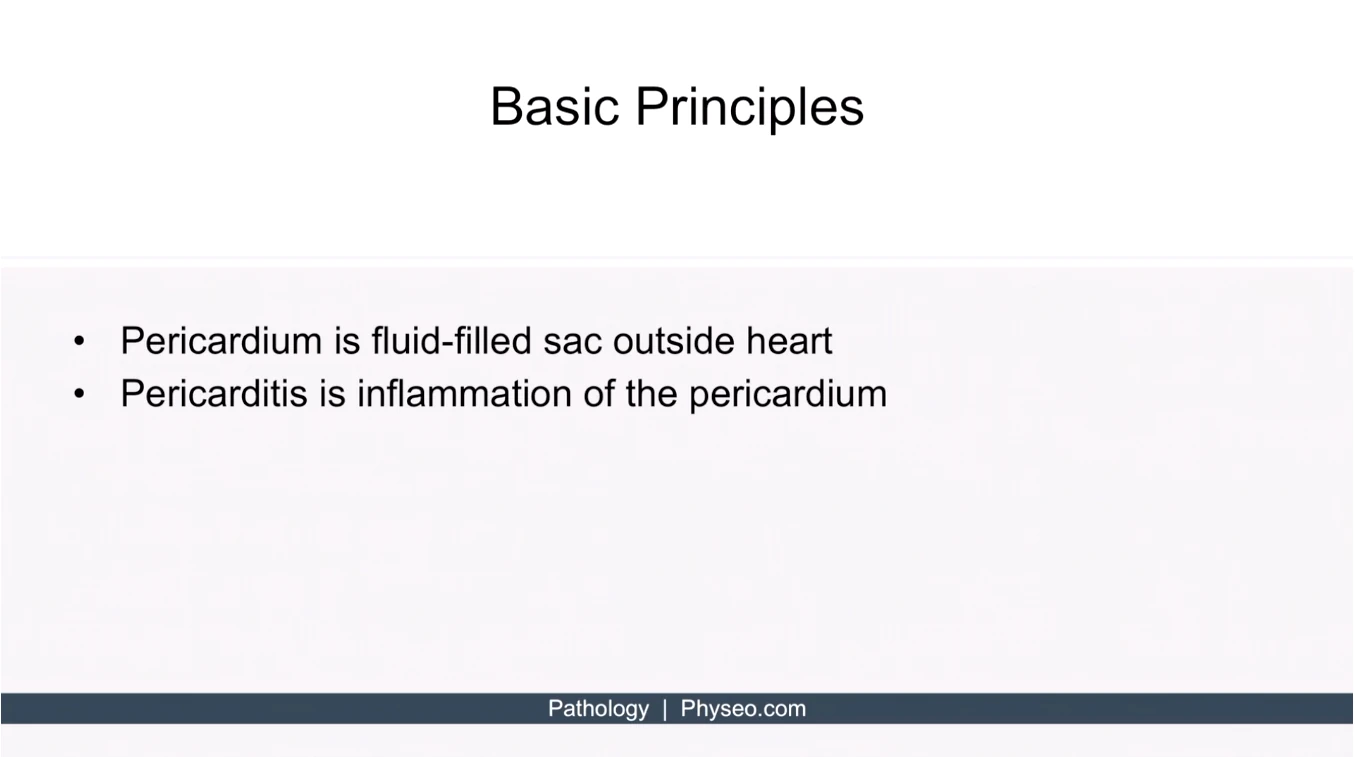 Basic Principles
• Pericardium is fluid-filled sac outside heart
• Pericarditis is inflammation of the pericardium
Pathology | Physeo.com